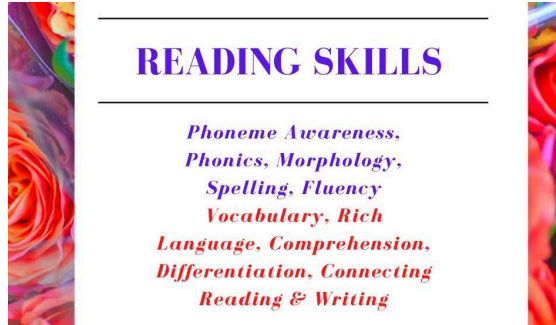 READING SKILLS
Phoneme Awareness,
Phonics, Morphology,
Spelling, Fluency
Vocabulary, Rich
Language, Comprehension,
Differentiation, Connecting
Reading & Writing